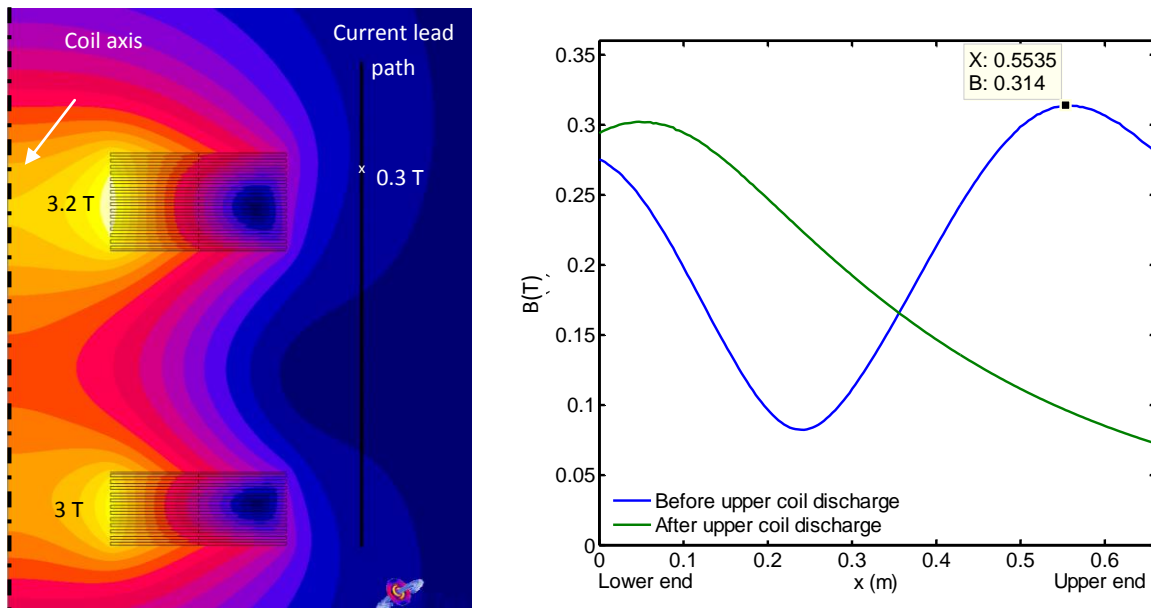 Coil axis
Current lead
path
x
0.3 T
3.2 T
3 T
X: 0.5535
B: 0.314
0.35
0.3
0.25
0.2
0.15
0.1
0.05
0
B(T)
Before upper coil discharge
After upper coil discharge
0 0.1 0.2 0.3 0.4 0.5 0.6
Lower end x (m) Upper end